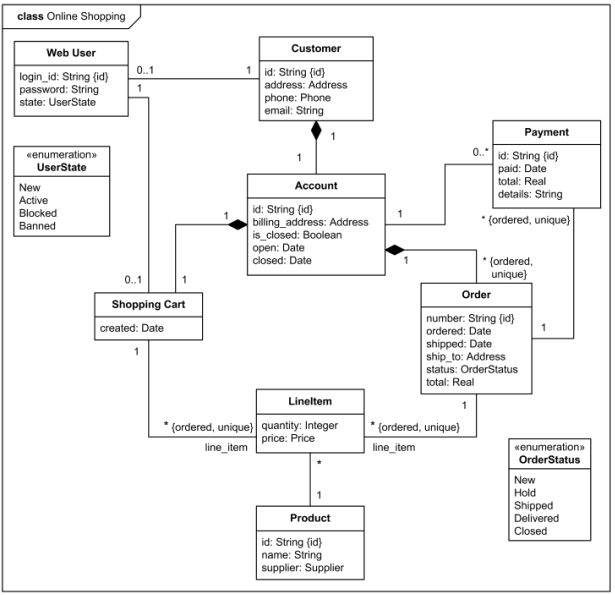 class Online Shopping
Web User
login_id: String {id}
password: String
state: UserState
Customer
id: String {id}
address: Address
phone: Phone
email: String
0..1
1
1
1
1
«enumeration»
UserState
New
Active
Blocked
Banned
Payment
id: String {id}
paid: Date
total: Real
details: String
0..*
Account
id: String {id}
billing_address: Address
is_closed: Boolean
open: Date
closed: Date
1
1
* {ordered, unique}
1
* {ordered,
unique}
0..1
1
Shopping Cart
created: Date
Order
number: String {id}
ordered: Date
shipped: Date
ship_to: Address
status: OrderStatus
total: Real
1
1
1
LineItem
quantity: Integer
price: Price
* {ordered, unique}
line_item
* {ordered, unique}
line_item
*
1
Product
id: String {id}
name: String
supplier: Supplier
«enumeration»
OrderStatus
New
Hold
Shipped
Delivered
Closed